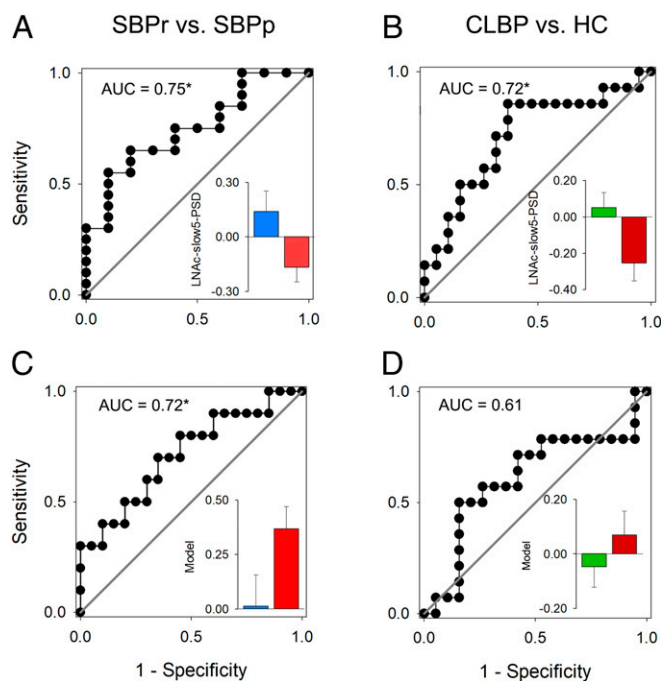 SBPr vs. SBPp
CLBP vs. HC
A
AUC = 0.75*
Sensitivity
1.0
0.5
0.0
0.0
0.5
1.0
LNAc-slow5-PSD
0.30
0.00
-0.30
B
AUC = 0.72*
1.0
0.5
0.0
0.0
0.5
1.0
LNAc-slow5-PSD
0.20
0.00
-0.20
-0.40
C
AUC = 0.72*
Sensitivity
1.0
0.5
0.0
0.0
0.5
1.0
1 - Specificity
Model
0.50
0.25
0.00
D
AUC = 0.61
1.0
0.5
0.0
0.0
0.5
1.0
1 - Specificity
Model
0.20
0.00
-0.20